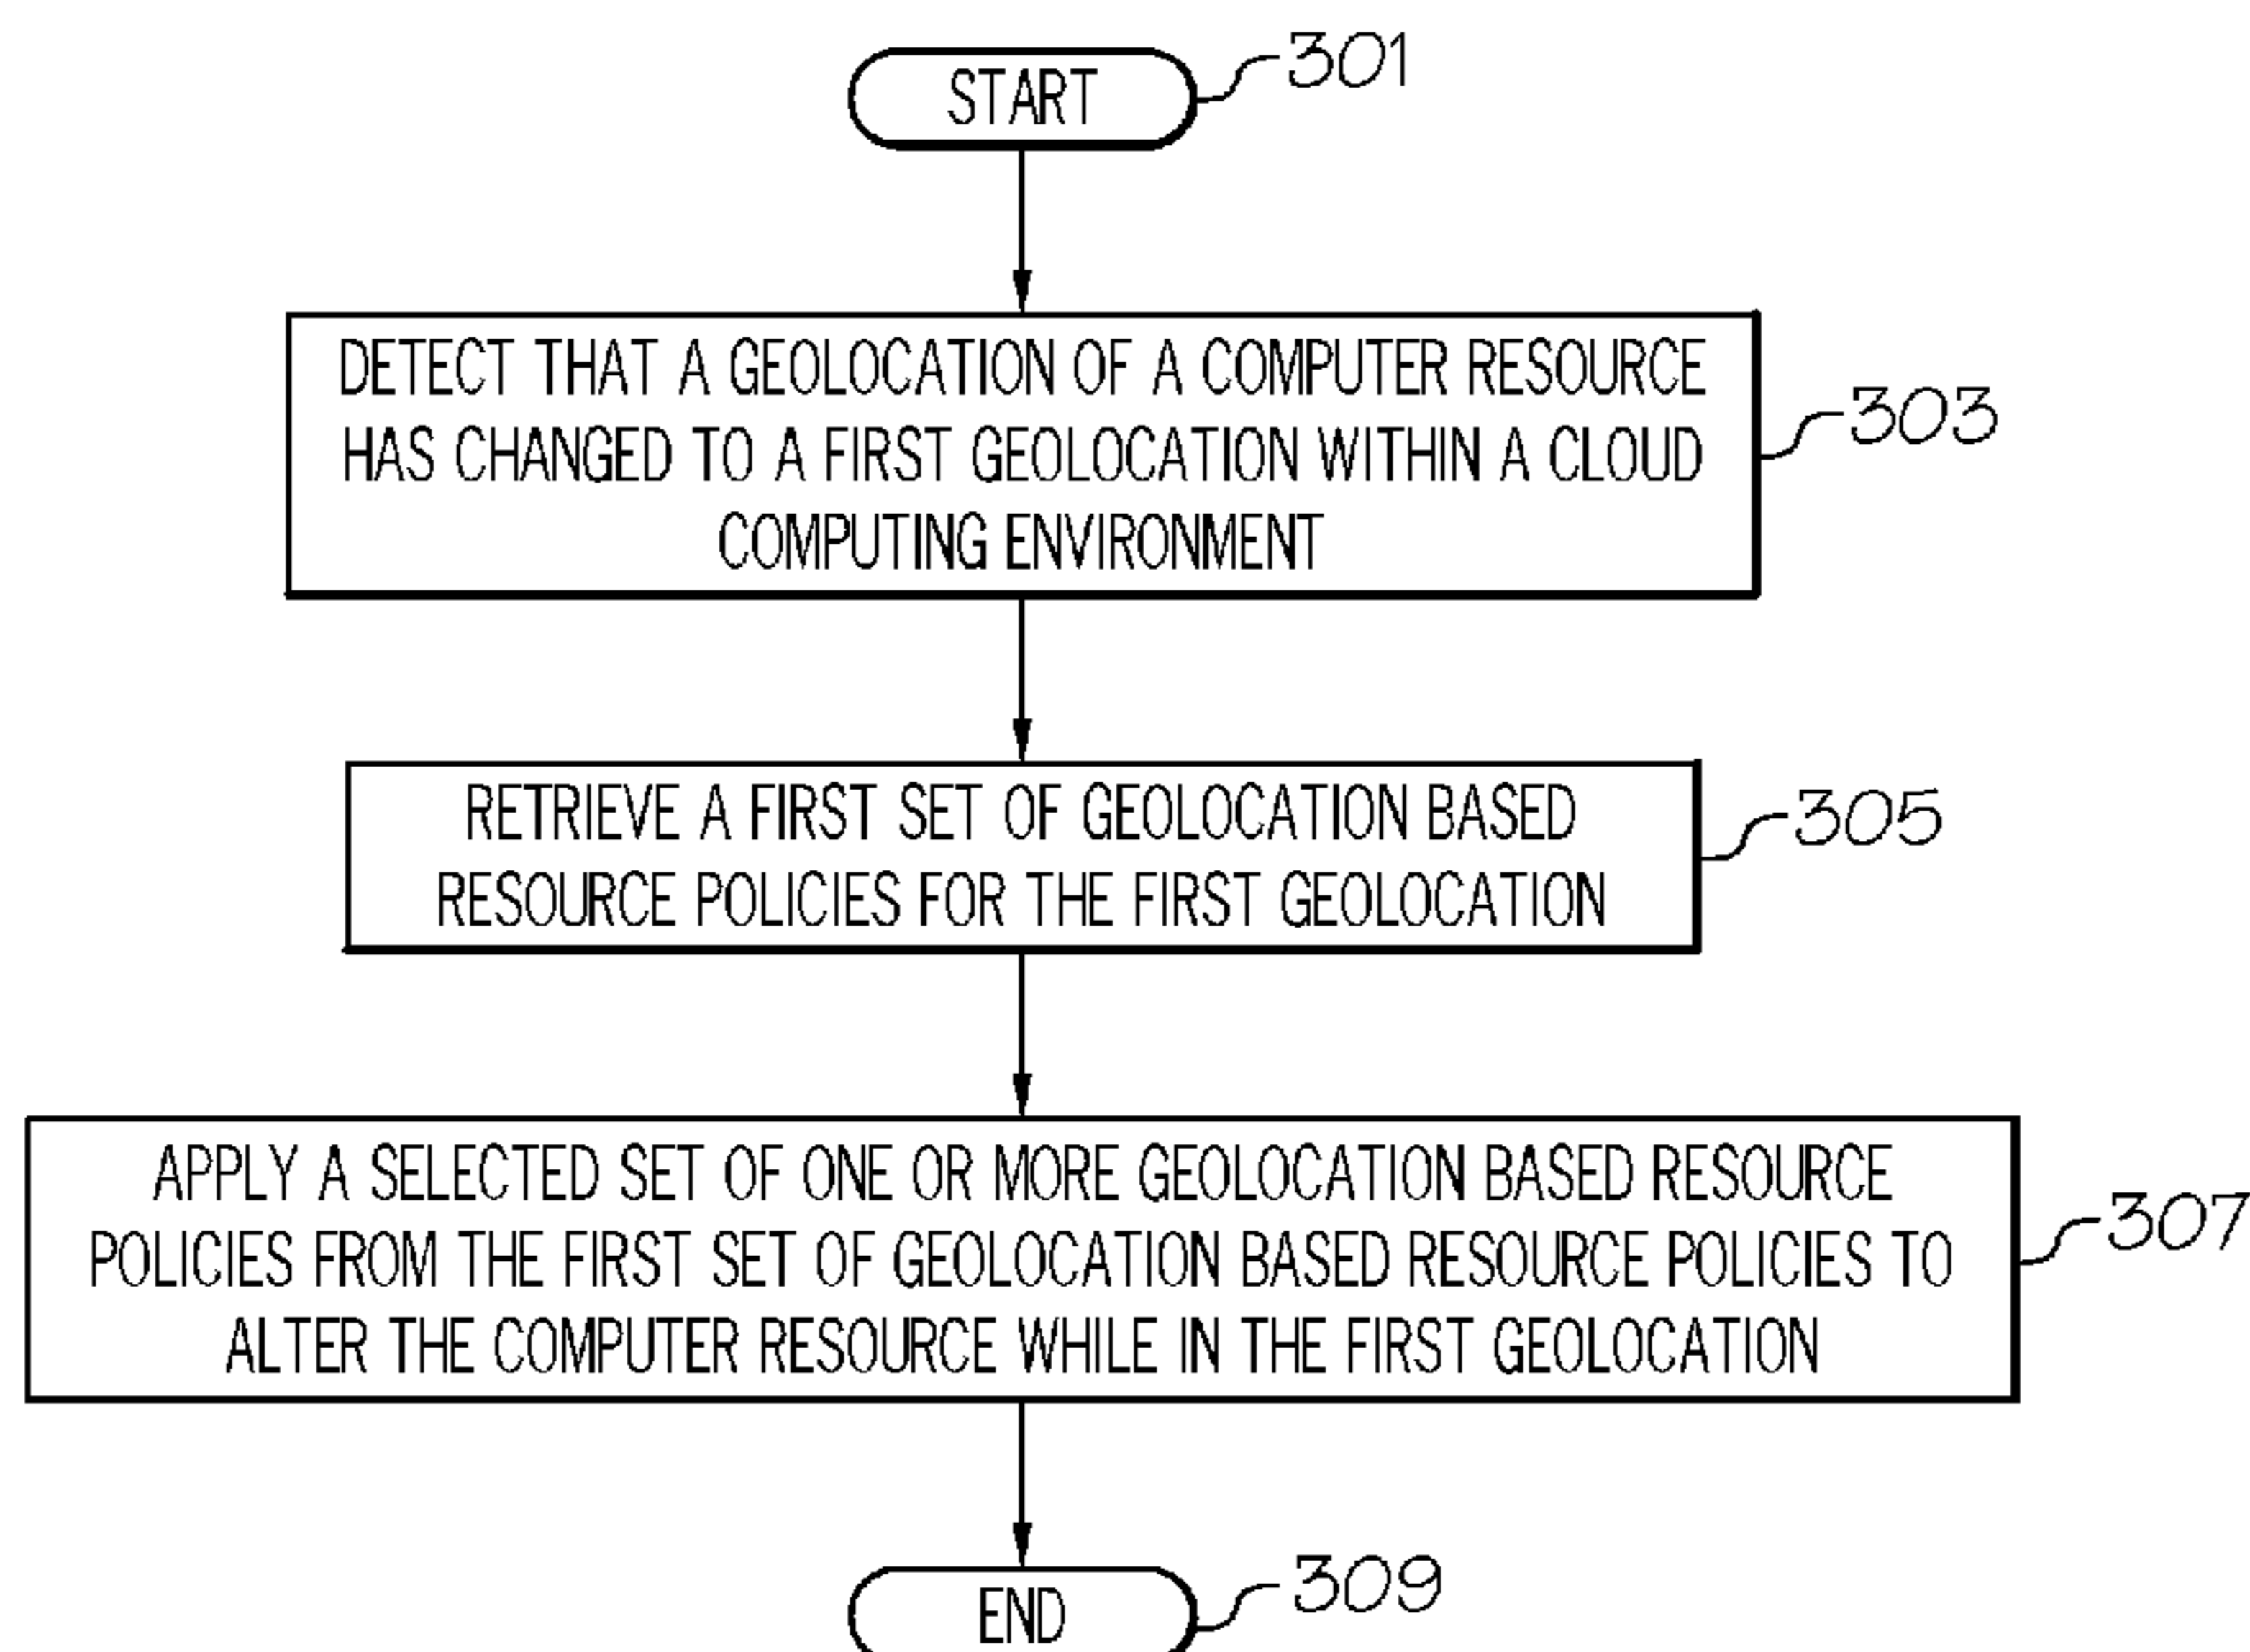 START
301
DETECT THAT A GEOLOCATION OF A COMPUTER RESOURCE
HAS CHANGED TO A FIRST GEOLOCATION WITHIN A CLOUD
COMPUTING ENVIRONMENT
303
RETRIEVE A FIRST SET OF GEOLOCATION BASED
RESOURCE POLICIES FOR THE FIRST GEOLOCATION
305
APPLY A SELECTED SET OF ONE OR MORE GEOLOCATION BASED RESOURCE
POLICIES FROM THE FIRST SET OF GEOLOCATION BASED RESOURCE POLICIES TO
ALTER THE COMPUTER RESOURCE WHILE IN THE FIRST GEOLOCATION
307
END
309